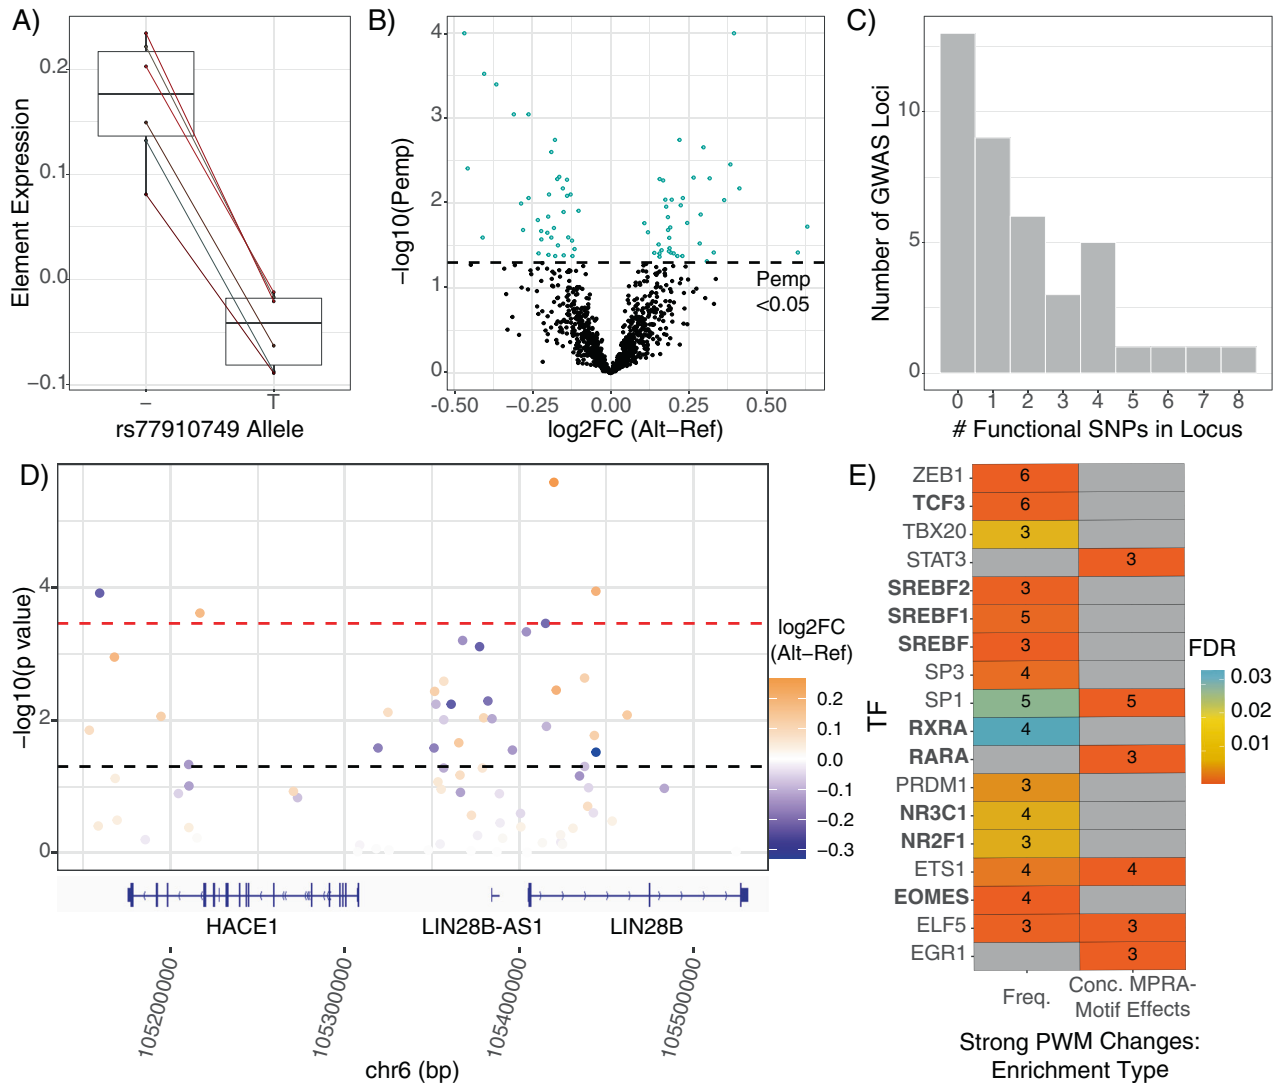 A)
Element Expression
0.2
0.1
0.0
−0.1
−
T
rs77910749 Allele
B)
−log10(Pemp)
4
3
2
1
0
Pemp
<0.05
-0.50
−0.25
0.00
0.25
0.50
log2FC (Alt−Ref)
C)
Number of GWAS Loci
10
5
0
0 1 2 3 4 5 6 7 8
# Functional SNPs in Locus
D)
−log10(p value)
4
2
0
log2FC
(Alt−Ref)
0.2
0.1
0.0
−0.1
−0.2
−0.3
HACE1
LIN28B-AS1
LIN28B
105200000
105300000
105400000
105500000
chr6 (bp)
E)
TF
ZEB1 6
TCF3 6
TBX20 3
STAT3 3
SREBF2 3
SREBF1 5
SREBF 3
SP3 4
SP1 5 5
RXRA 4
RARA 3
PRDM1 3
NR3C1 4
NR2F1 3
ETS1 4 4
EOMES 4
ELF5 3 3
EGR1 3
Freq.
Conc. MPRA-
Motif Effects
Strong PWM Changes:
Enrichment Type
FDR
0.03
0.02
0.01